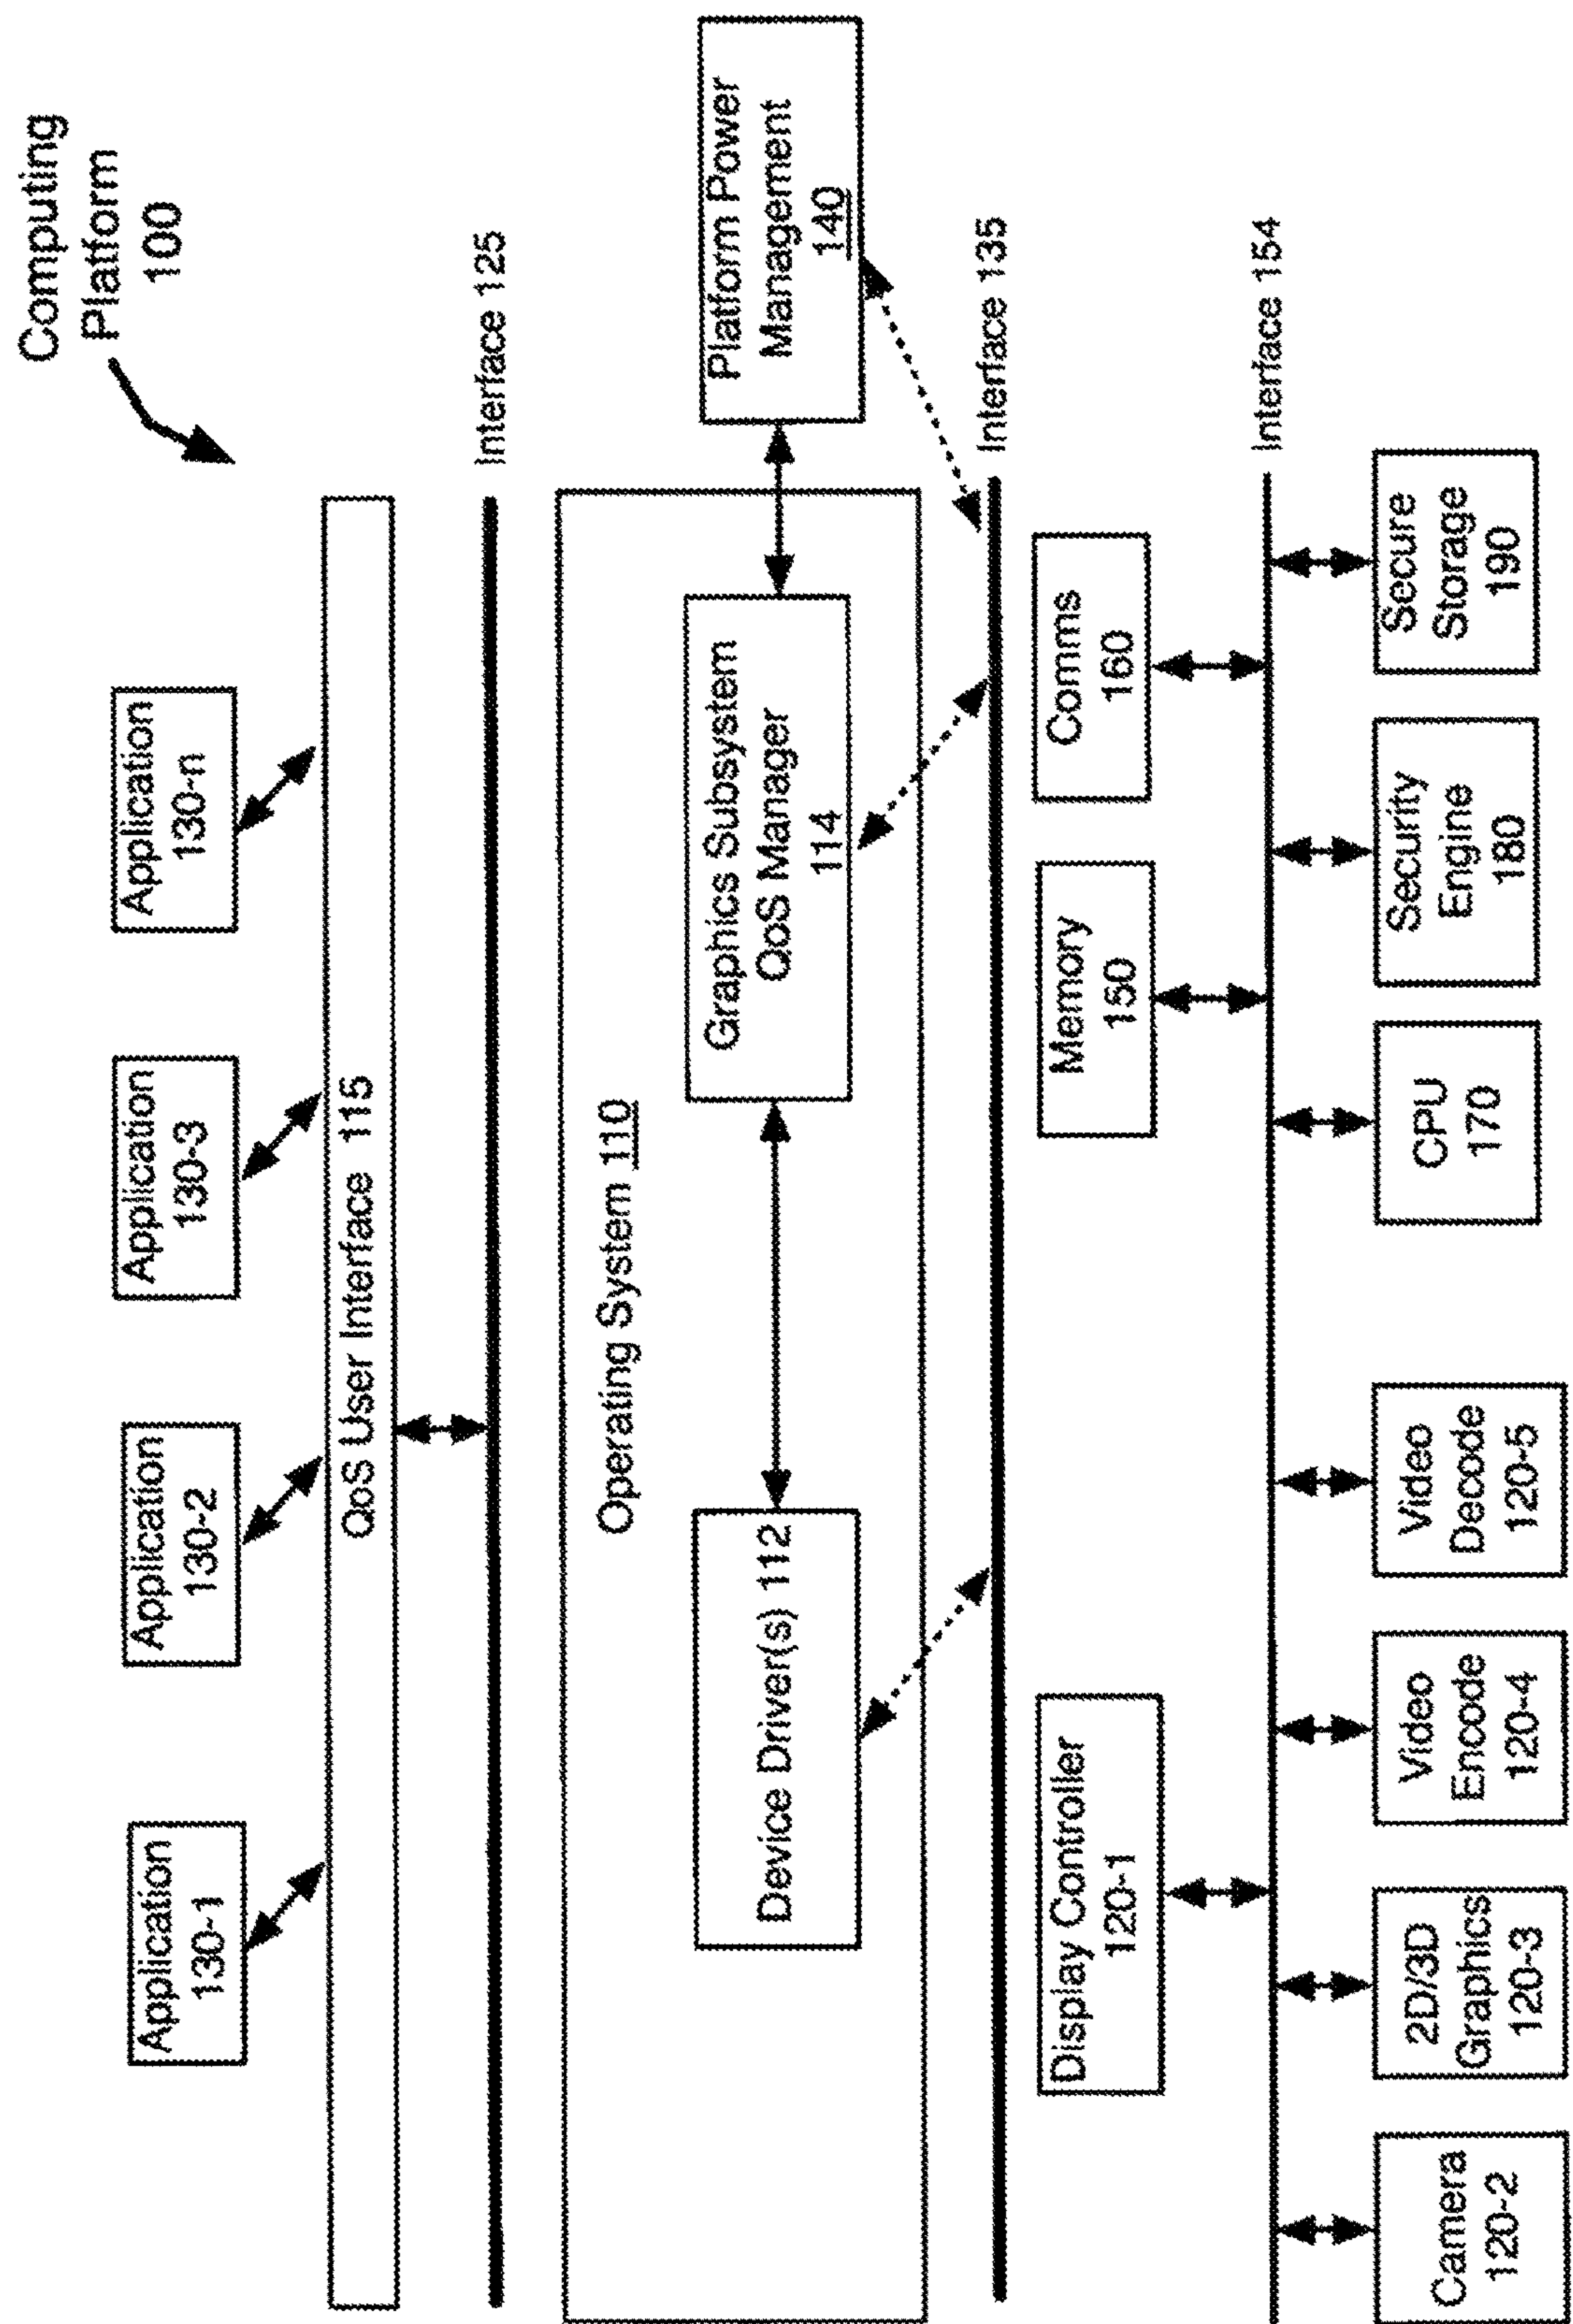 Computing
Platform
100
Application
130-1
Application
130-2
Application
130-3
Application
130-n
QoS User Interface 115
Interface 125
Operating System 110
Device Driver(s) 112
Graphics Subsystem
QoS Manager
114
Platform Power
Management
140
Interface 135
Display Controller
120-1
Memory
150
Comms
160
Interface 154
Camera
120-2
2D/3D
Graphics
120-3
Video
Encode
120-4
Video
Decode
120-5
CPU
170
Security
Engine
180
Secure
Storage
190